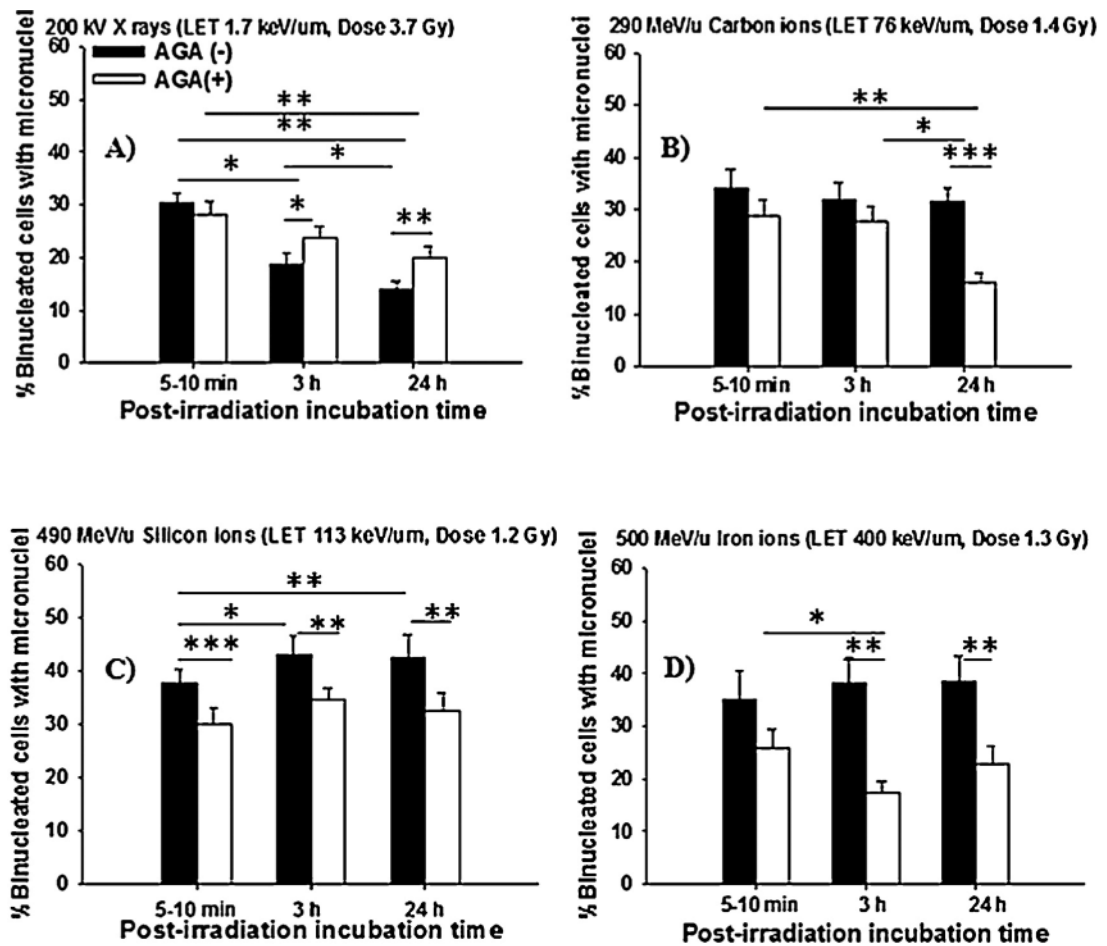 200 kV X rays (LET 1.7 keV/um, Dose 3.7 Gy)
% Binucleated cells with micronuclei
60
50
40
30
20
10
0
AGA (-)
AGA(+)
A)
**
**
*
*
*
**
5-10 min 3 h 24 h
Post-irradiation incubation time
290 MeV/u Carbon ions (LET 76 keV/um, Dose 1.4 Gy)
% Binucleated cells with micronuclei
60
50
40
30
20
10
0
B)
**
*
***
5-10 min 3 h 24 h
Post-irradiation incubation time
490 MeV/u Silicon ions (LET 113 keV/um, Dose 1.2 Gy)
% Binucleated cells with micronuclei
60
50
40
30
20
10
0
C)
**
*
***
**
**
5-10 min 3 h 24 h
Post-irradiation incubation time
500 MeV/u Iron ions (LET 400 keV/um, Dose 1.3 Gy)
% Binucleated cells with micronuclei
60
50
40
30
20
10
0
D)
*
**
**
5-10 min 3 h 24 h
Post-irradiation incubation time